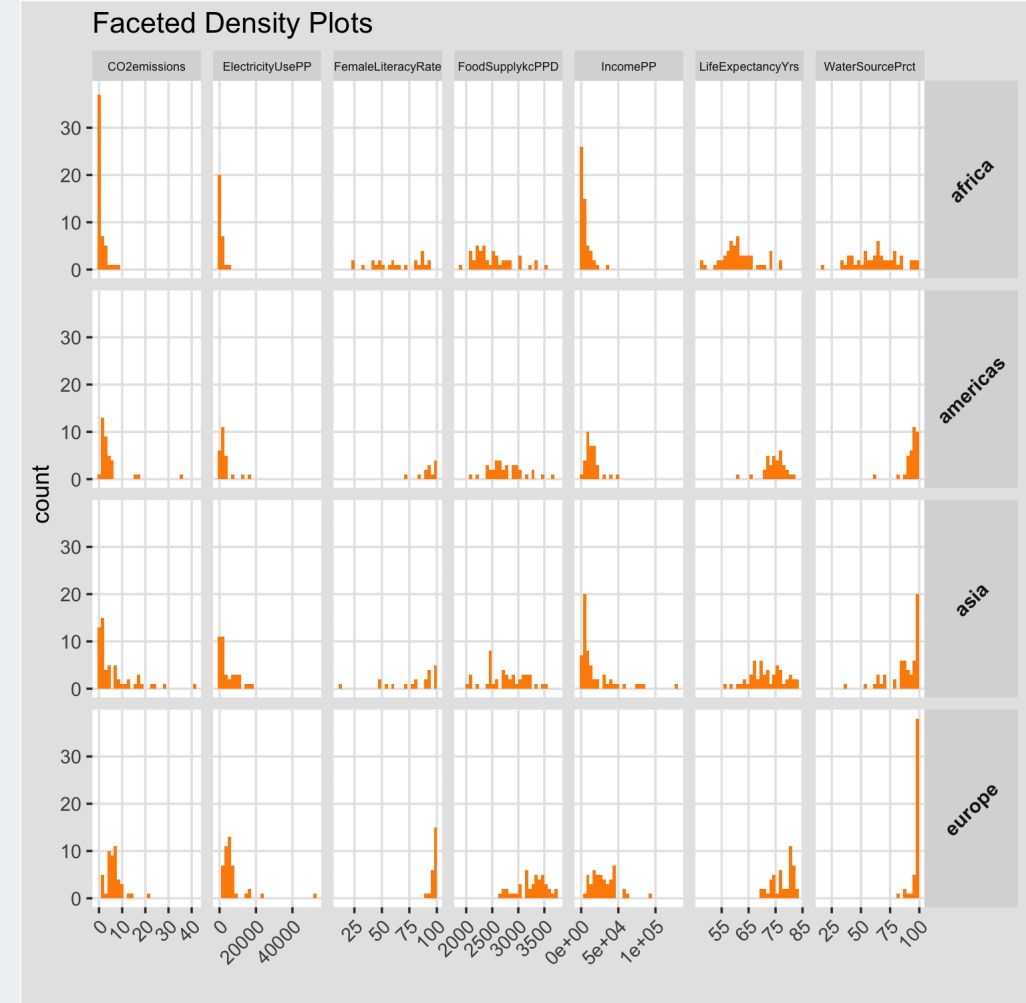 Faceted Density Plots
CO2emissions ElectricityUsePP FemaleLiteracyRate FoodSupplykcPPD IncomePP LifeExpectancyYrs WaterSourcePrct
30
20
10
0
africa
30
20
10
0
americas
count
30
20
10
0
asia
30
20
10
0
europe
0 10 20 30 40 0 20000 40000 25 50 75 100 2000 2500 3000 3500 0e+00 5e+04 1e+05 55 65 75 85 25 50 75 100